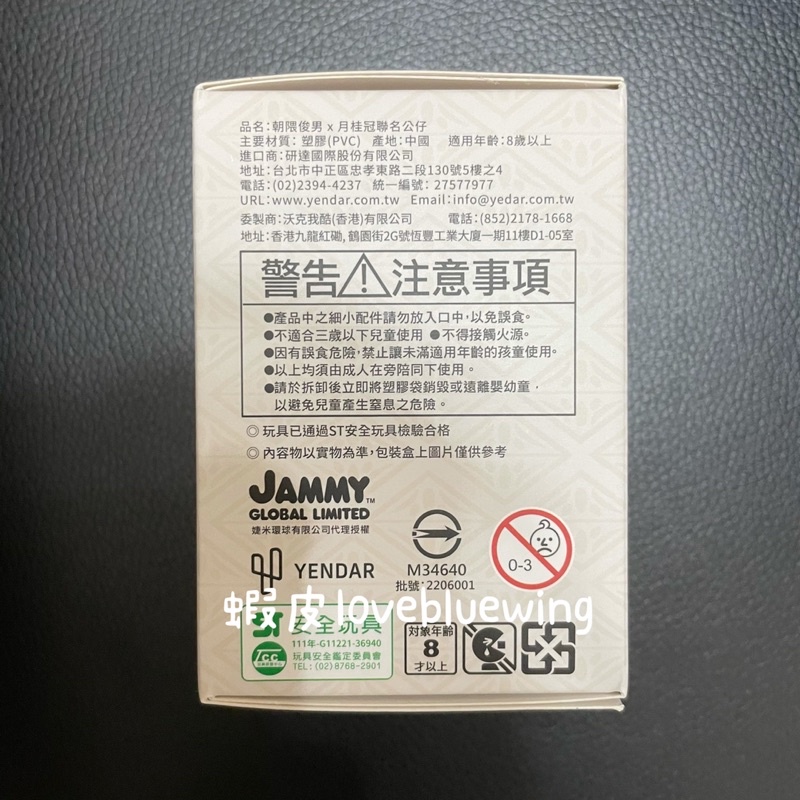 品名:朝隈俊男 x 月桂冠聯名公仔
主要材質: 塑膠(PVC) 產地:中國 適用年齡:8歲以上
進口商:研達國際股份有限公司
地址:台北市中正區忠孝東路二段130號5樓之4
電話:(02)2394-4237 統一編號: 27577977
URL:www.yendar.com.tw Email:info@yedar.com.tw
委製商:沃克我酷(香港)有限公司 電話:(852)2178-1668
地址:香港九龍紅磡,鶴園街2G號恆豐工業大廈一期11樓D1-05室
警告⚠注意事項
●產品中之細小配件請勿放入口中,以免誤食。
●不適合三歲以下兒童使用 ●不得接觸火源。
●因有誤食危險,禁止讓未滿適用年齡的孩童使用。
●以上均須由成人在旁陪同下使用。
●請於拆卸後立即將塑膠袋銷毀或遠離嬰幼童,
以避免兒童產生窒息之危險。
◎ 玩具已通過ST安全玩具檢驗合格
◎ 內容物以實物為準,包裝盒上圖片僅供參考
JAMMY™
GLOBAL LIMITED
婕米環球有限公司代理授權
YENDAR
M34640
批號:2206001
0-3
蝦皮lovebluewing
ST 安全玩具
111年-G11221-36940
玩具安全鑑定委員會
TEL:(02)8768-2901
Tcc
對象年齡
8
才以上